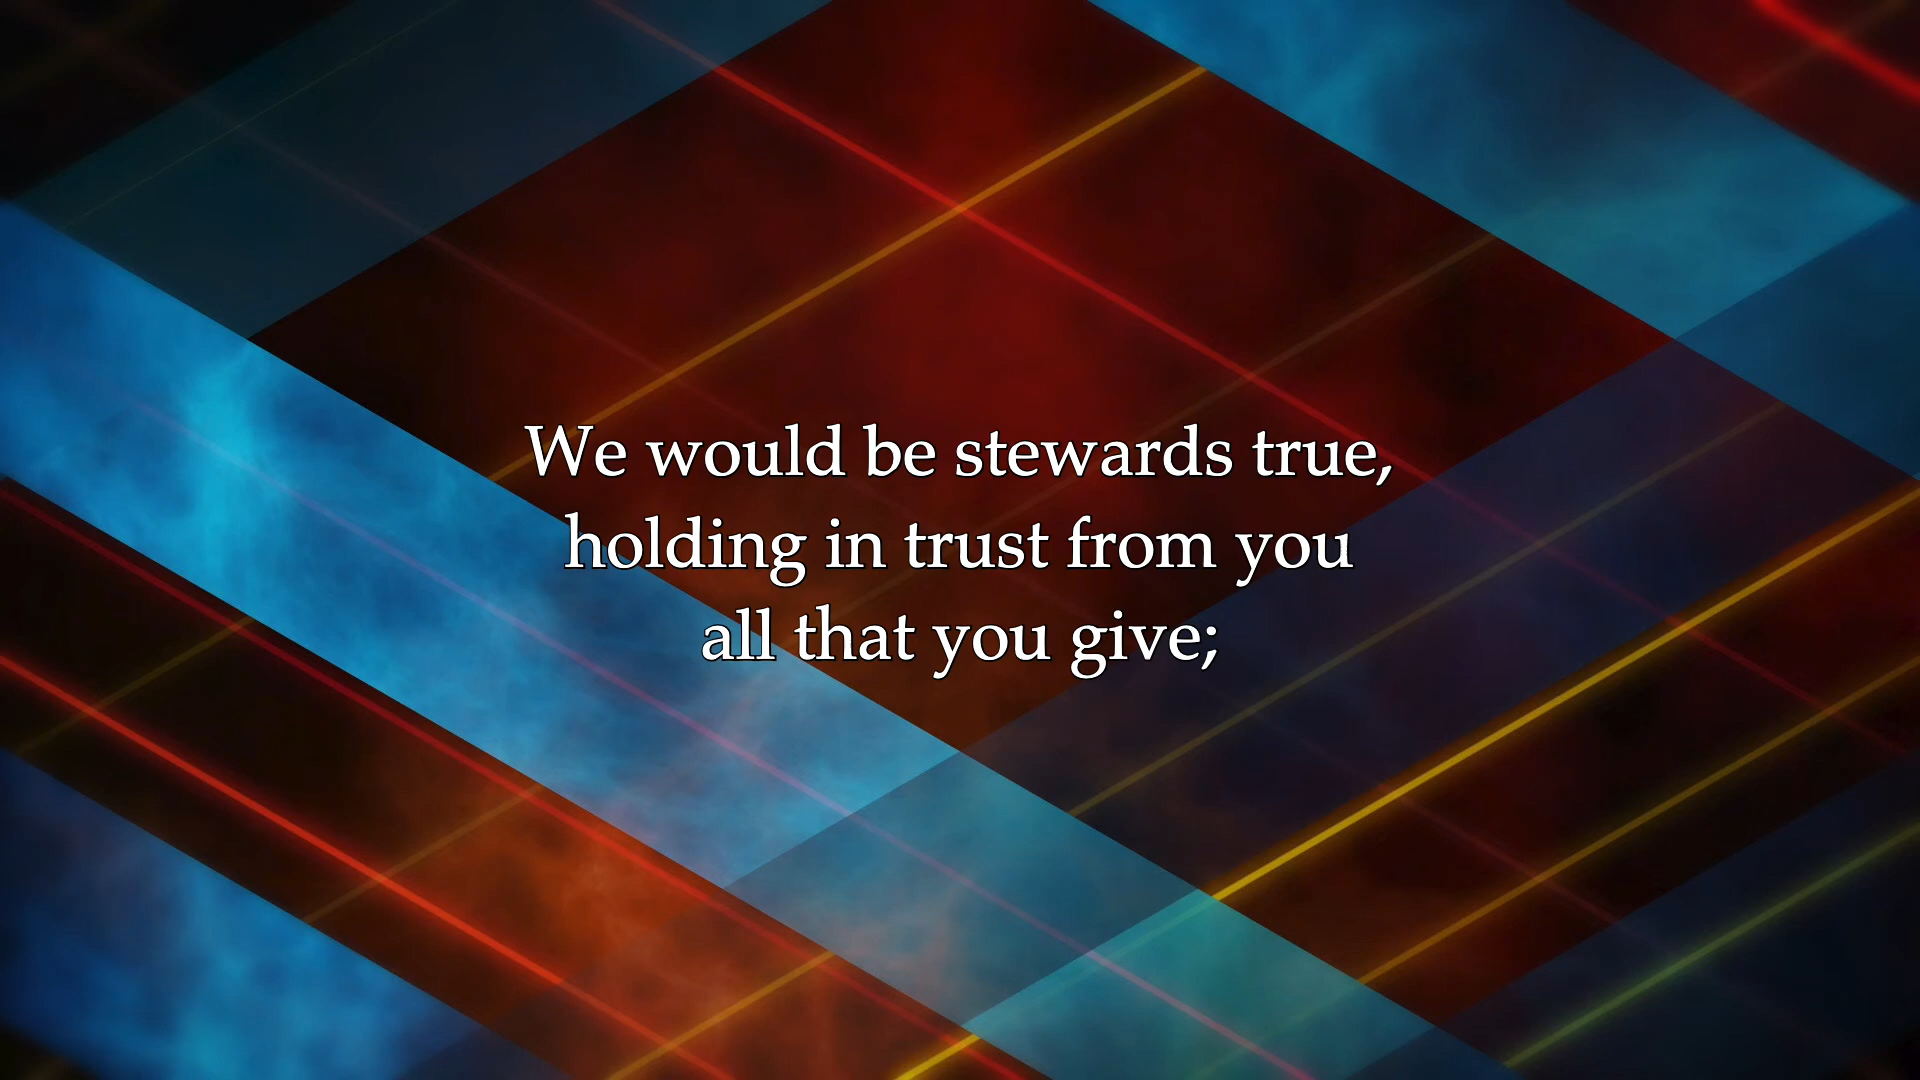 We would be stewards true,
holding in trust from you
all that you give;